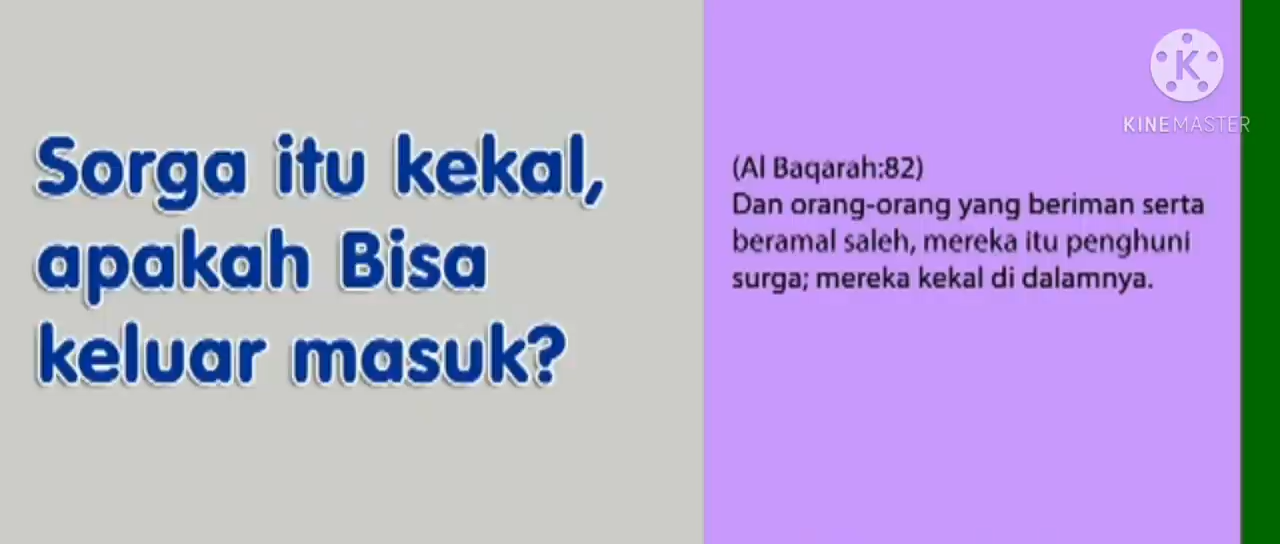 Sorga itu kekal,
apakah Bisa
keluar masuk?
KINEMASTER
(Al Baqarah:82)
Dan orang-orang yang beriman serta
beramal saleh, mereka itu penghuni
surga; mereka kekal di dalamnya.